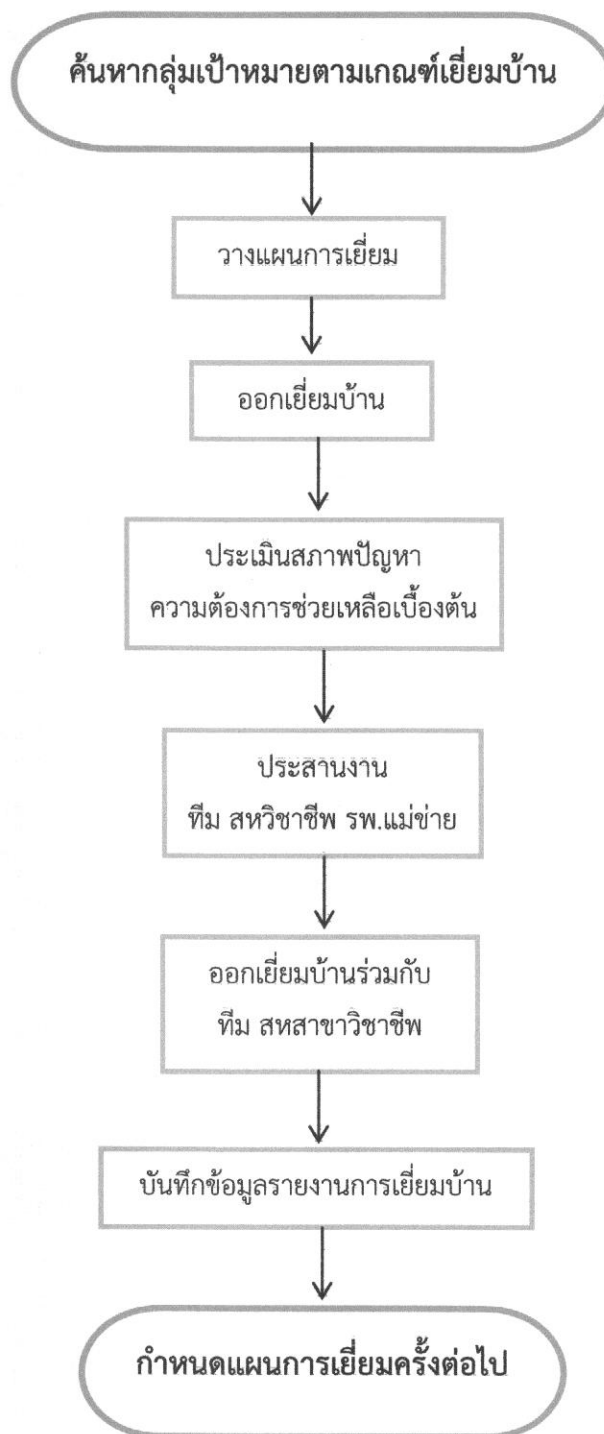 ค้นหากลุ่มเป้าหมายตามเกณฑ์เยี่ยมบ้าน
วางแผนการเยี่ยม
ออกเยี่ยมบ้าน
ประเมินสภาพปัญหา
ความต้องการช่วยเหลือเบื้องต้น
ประสานงาน
ทีม สหวิชาชีพ รพ.แม่ข่าย
ออกเยี่ยมบ้านร่วมกับ
ทีม สหสาขาวิชาชีพ
บันทึกข้อมูลรายงานการเยี่ยมบ้าน
กำหนดแผนการเยี่ยมครั้งต่อไป